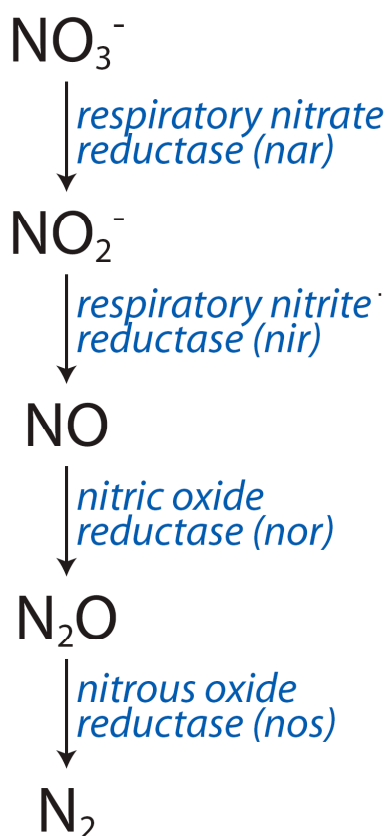 NO₃⁻
respiratory nitrate
reductase (nar)
NO₂⁻
respiratory nitrite
reductase (nir)
NO
nitric oxide
reductase (nor)
N₂O
nitrous oxide
reductase (nos)
N₂